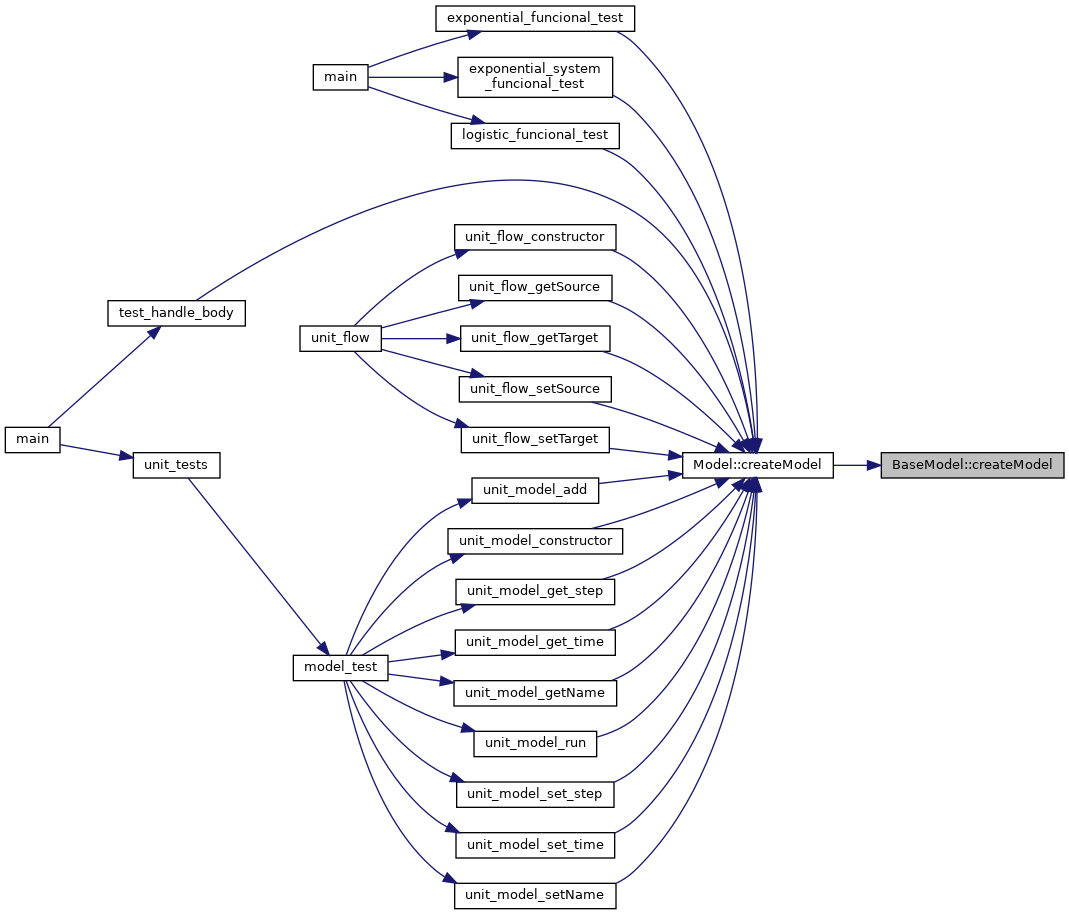 exponential_funcional_test
main
exponential_system
_funcional_test
logistic_funcional_test
unit_flow_constructor
unit_flow_getSource
test_handle_body
unit_flow
unit_flow_getTarget
unit_flow_setSource
main
unit_flow_setTarget
unit_tests
Model::createModel
BaseModel::createModel
unit_model_add
unit_model_constructor
unit_model_get_step
unit_model_get_time
model_test
unit_model_getName
unit_model_run
unit_model_set_step
unit_model_set_time
unit_model_setName